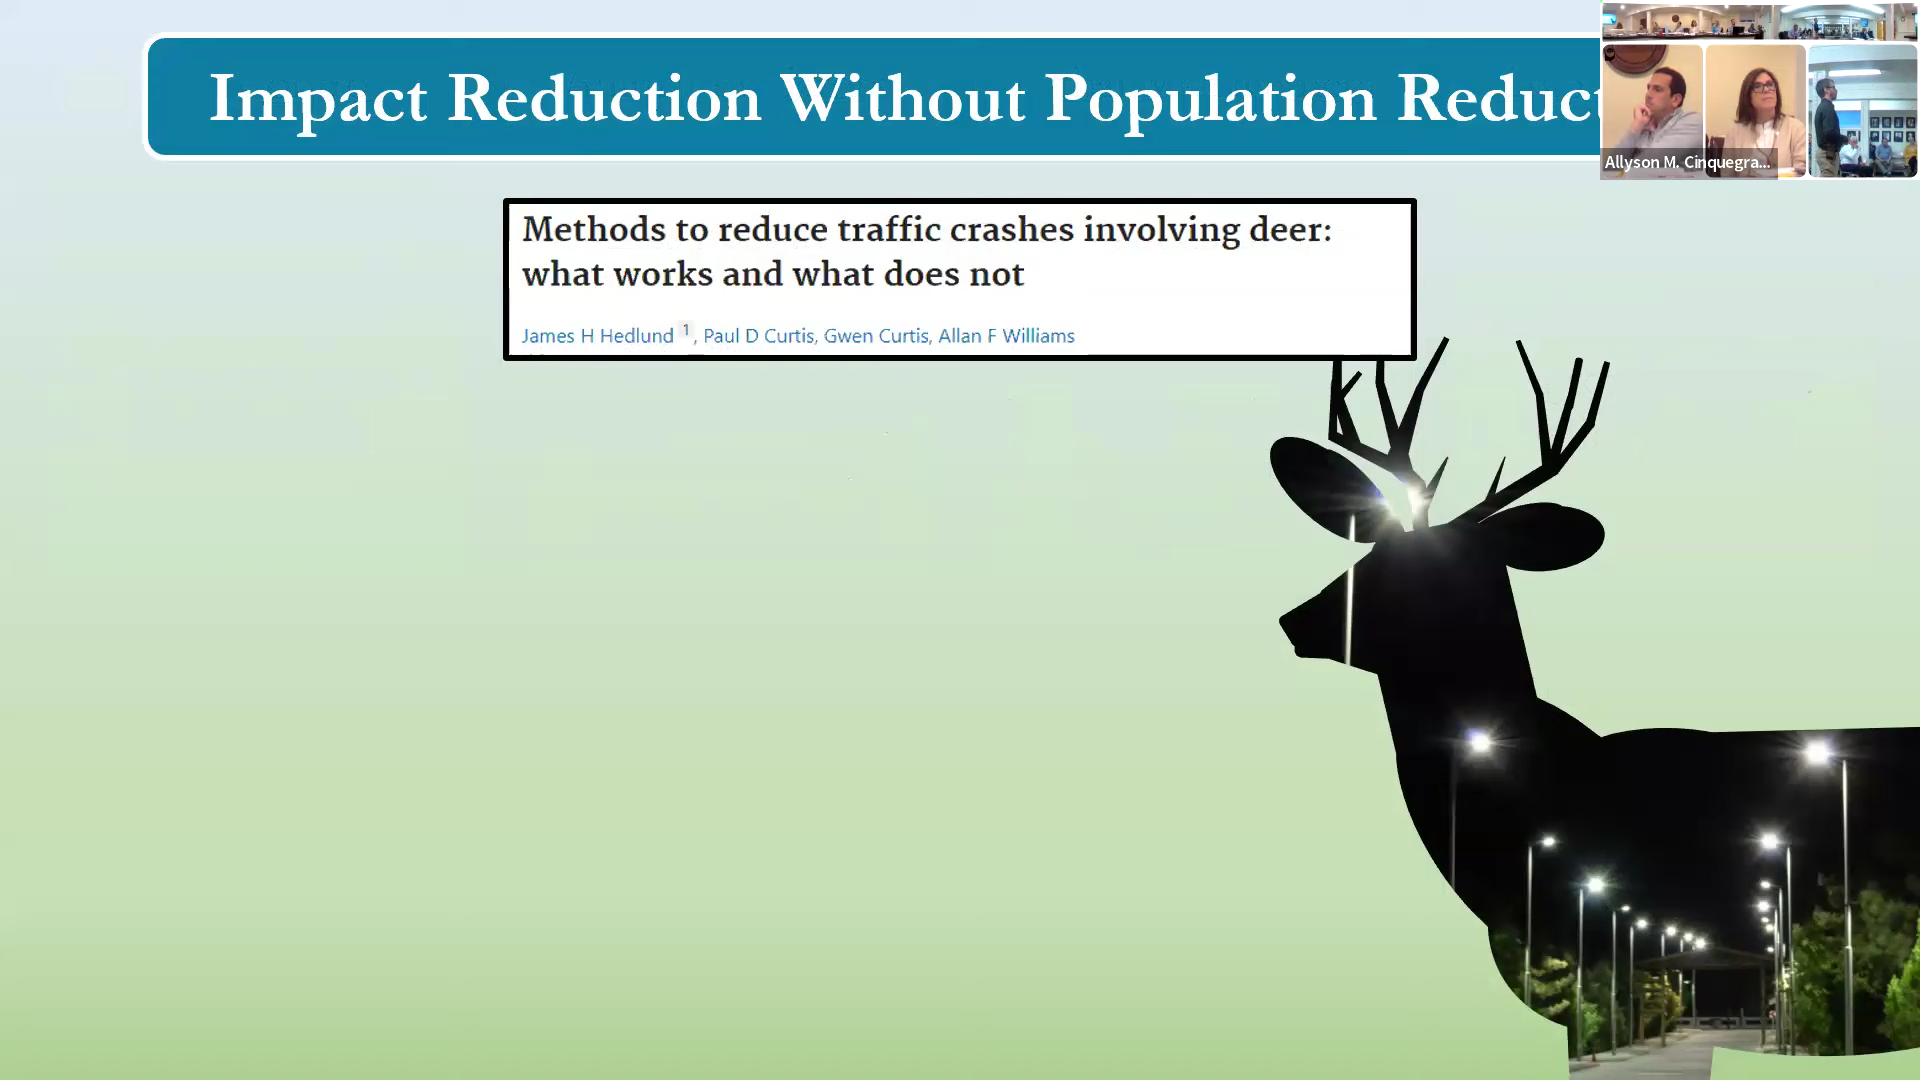 Impact Reduction Without Population Reduct
Allyson M. Cinquegra...
Methods to reduce traffic crashes involving deer:
what works and what does not
James H Hedlund 1, Paul D Curtis, Gwen Curtis, Allan F Williams